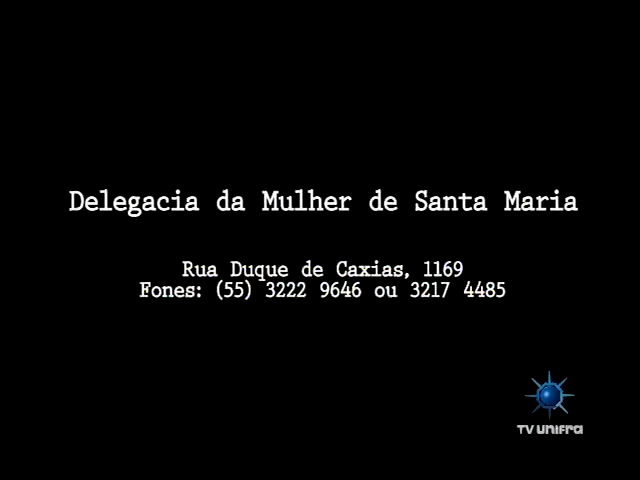 Delegacia da Mulher de Santa Maria
Rua Duque de Caxias, 1169
Fones: (55) 3222 9646 ou 3217 4485
TV UNIFRA